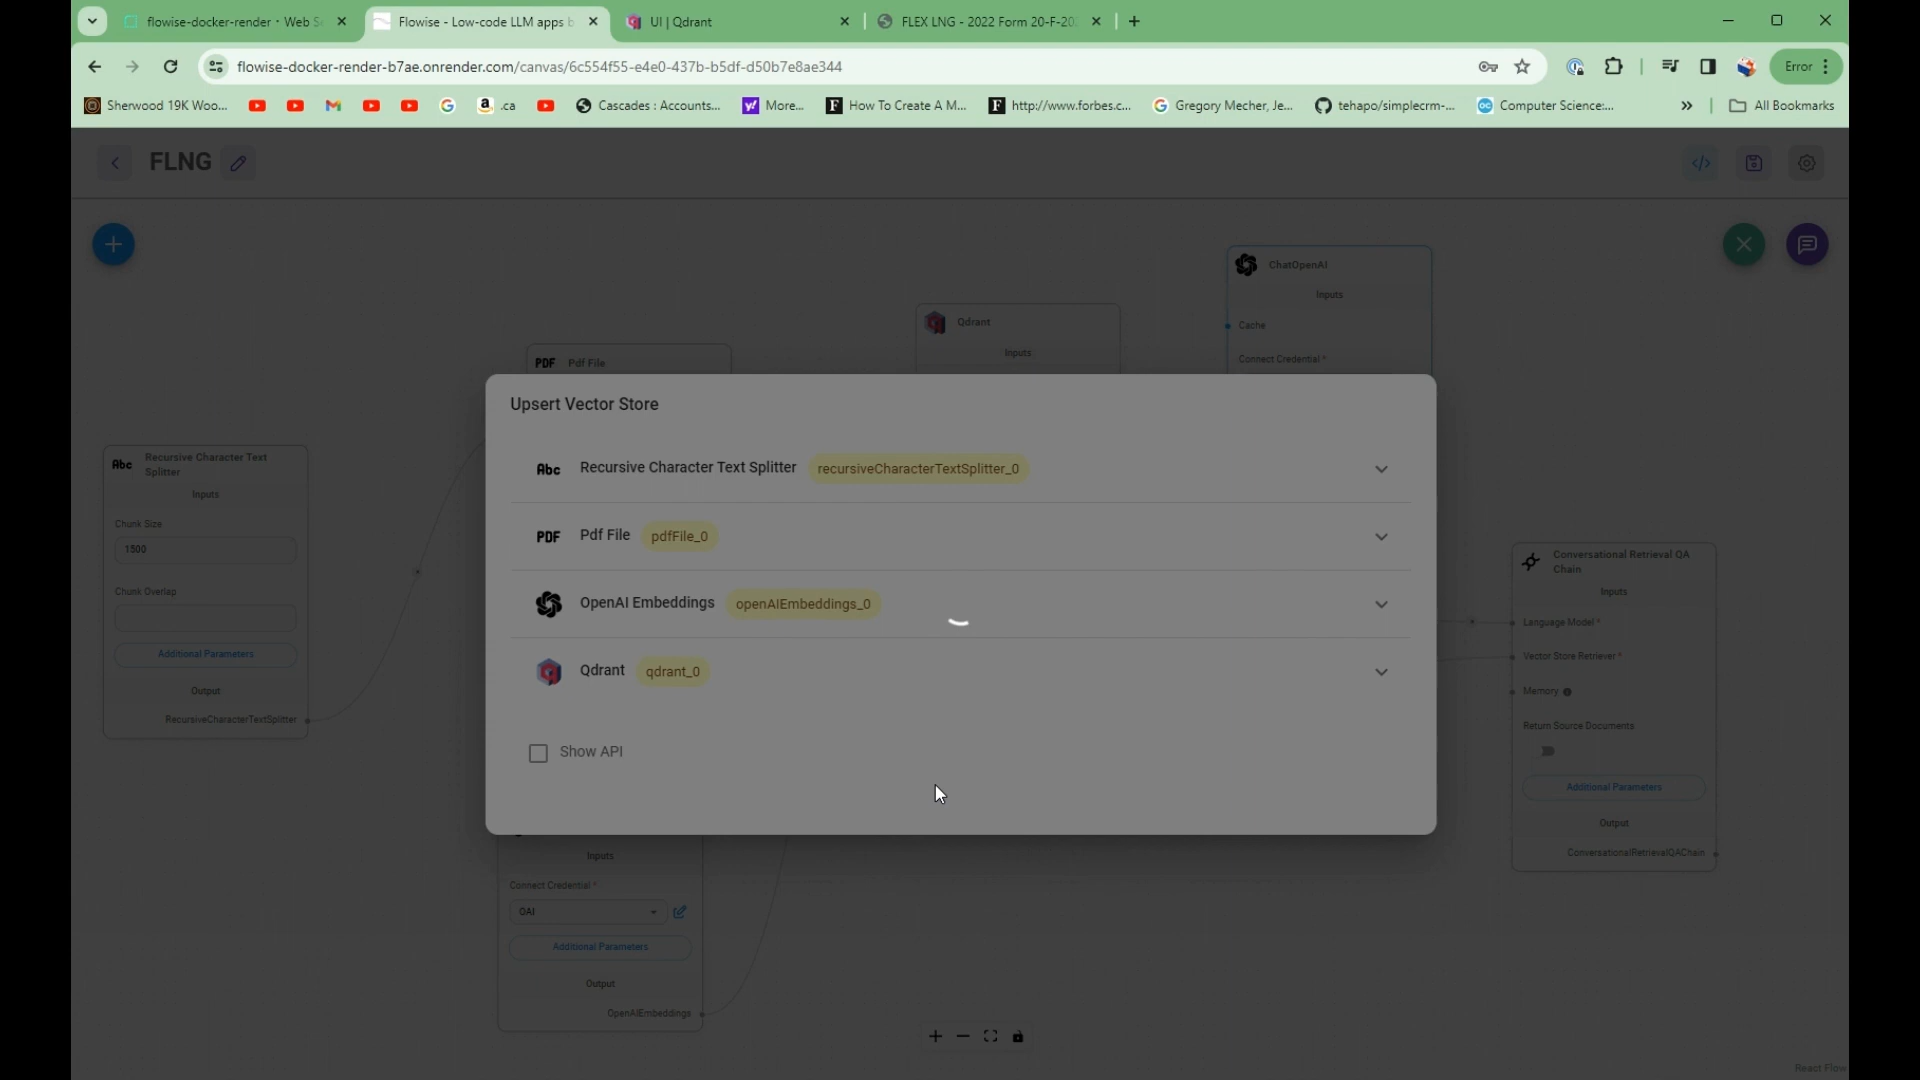 flowise-docker-render · Web S
Flowise - Low-code LLM apps b
UI | Qdrant
FLEX LNG - 2022 Form 20-F-20
flowise-docker-render-b7ae.onrender.com/canvas/6c554f55-e4e0-437b-b5df-d50b7e8ae344
Error
Sherwood 19K Woo...
.ca
Cascades : Accounts...
More...
How To Create A M...
http://www.forbes.c...
Gregory Mecher, Je...
tehapo/simplecrm-...
Computer Science:...
»
All Bookmarks
FLNG
ChatOpenAI
Inputs
Cache
Connect Credential *
Qdrant
Inputs
PDF Pdf File
Upsert Vector Store
Abc Recursive Character Text Splitter recursiveCharacterTextSplitter_0
PDF Pdf File pdfFile_0
OpenAI Embeddings openAIEmbeddings_0
Qdrant qdrant_0
Show API
Abc Recursive Character Text
Splitter
Inputs
Chunk Size
1500
Chunk Overlap
Additional Parameters
Output
RecursiveCharacterTextSplitter
Conversational Retrieval QA
Chain
Inputs
Language Model *
Vector Store Retriever *
Memory
Return Source Documents
Additional Parameters
Output
ConversationalRetrievalQAChain
Inputs
Connect Credential *
OAI
Additional Parameters
Output
OpenAIEmbeddings
React Flow